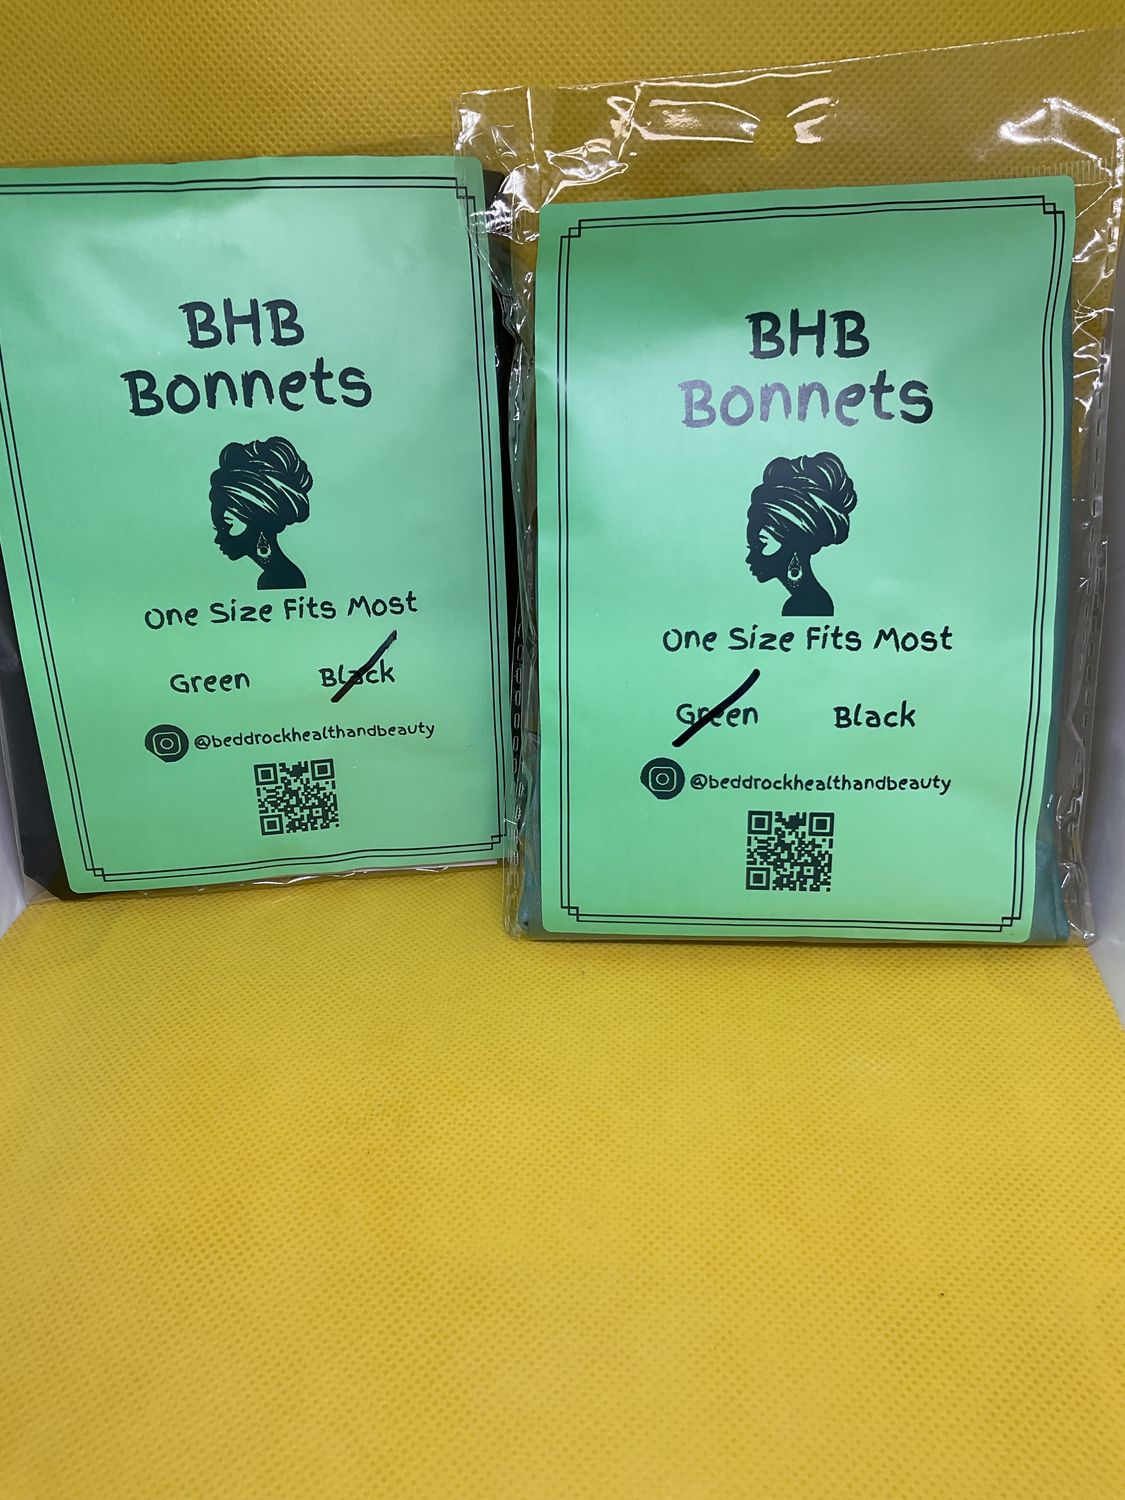 BHB
Bonnets
One Size Fits Most
Green Black
@beddrockhealthandbeauty
BHB
Bonnets
One Size Fits Most
Green Black
@beddrockhealthandbeauty